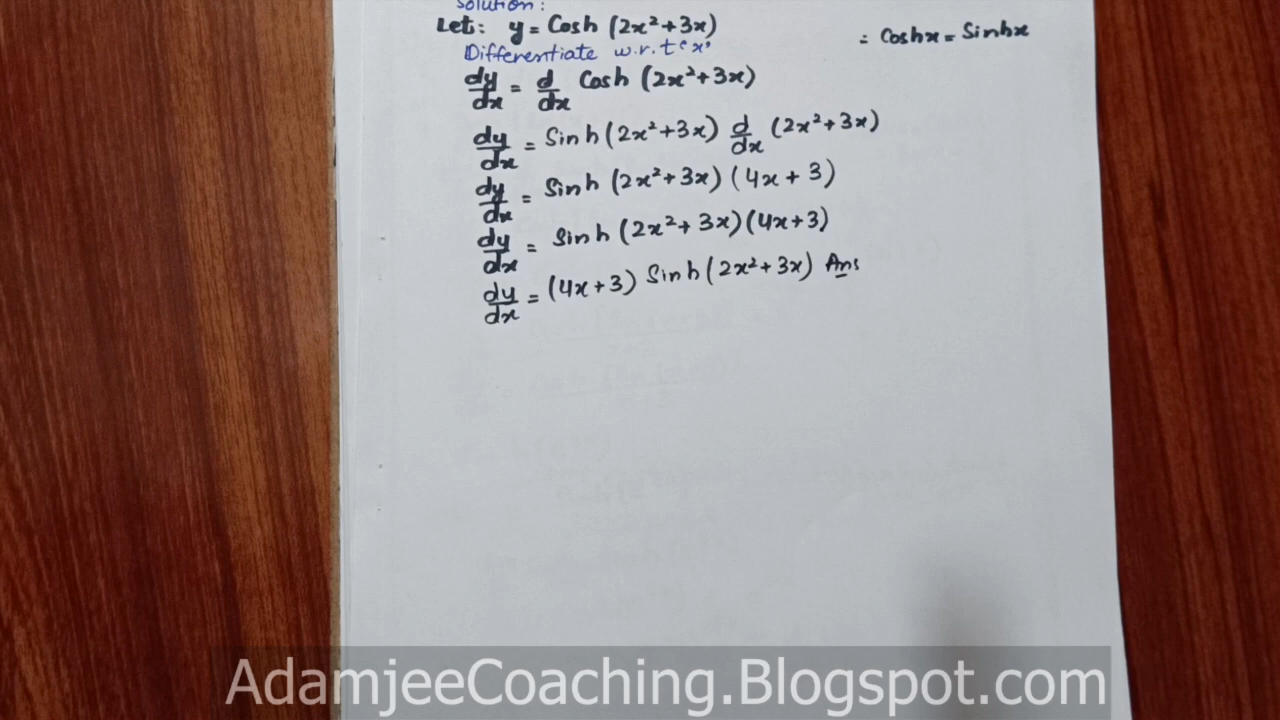 Solution:
Let: y = Cosh (2x²+3x)
∵ Coshx = Sinhx
Differentiate w.r.t 'x'
dy/dx = d/dx Cosh (2x²+3x)
dy/dx = Sinh (2x²+3x) d/dx (2x²+3x)
dy/dx = Sinh (2x²+3x) (4x + 3)
dy/dx = Sinh (2x²+3x)(4x+3)
dy/dx = (4x+3) Sinh (2x²+3x) Ans
AdamjeeCoaching.Blogspot.com